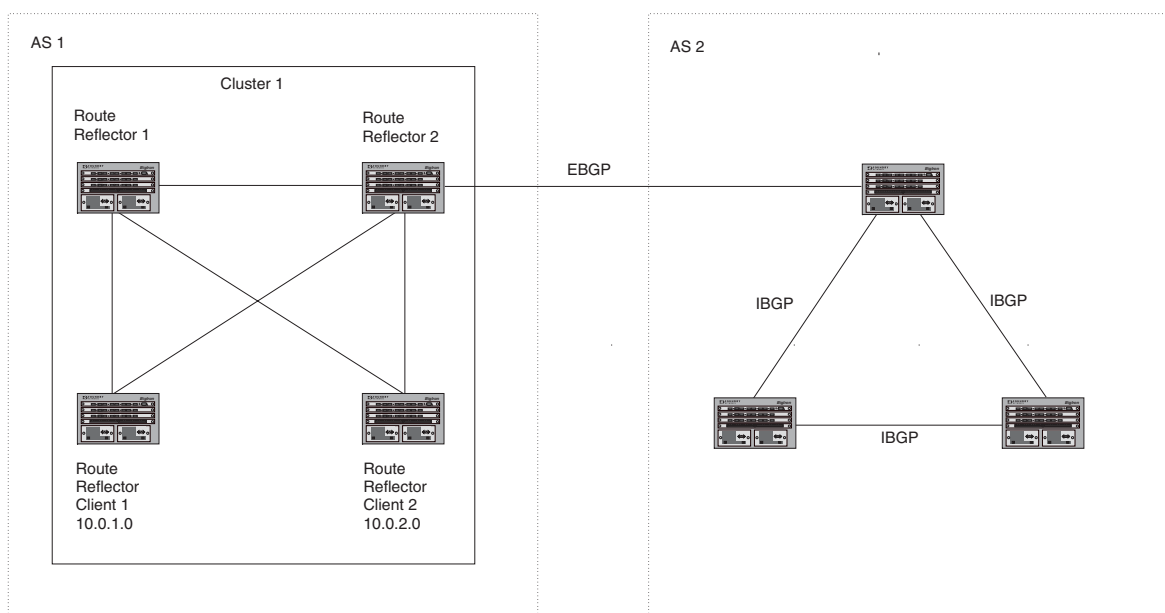 AS 1
AS 2
Cluster 1
Route
Reflector 1
Route
Reflector 2
EBGP
IBGP
IBGP
IBGP
Route
Reflector
Client 1
10.0.1.0
Route
Reflector
Client 2
10.0.2.0